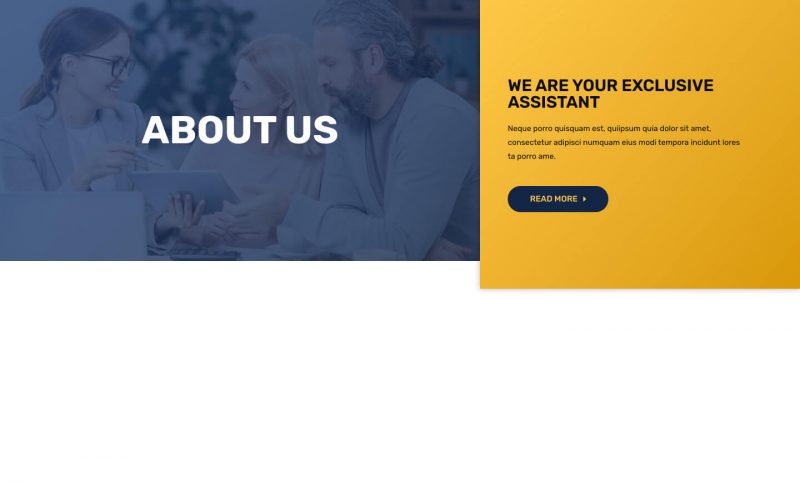 ABOUT US
WE ARE YOUR EXCLUSIVE
ASSISTANT
Neque porro quisquam est, quiipsum quia dolor sit amet,
consectetur adipisci numquam eius modi tempora incidunt lores
ta porro ame.
READ MORE